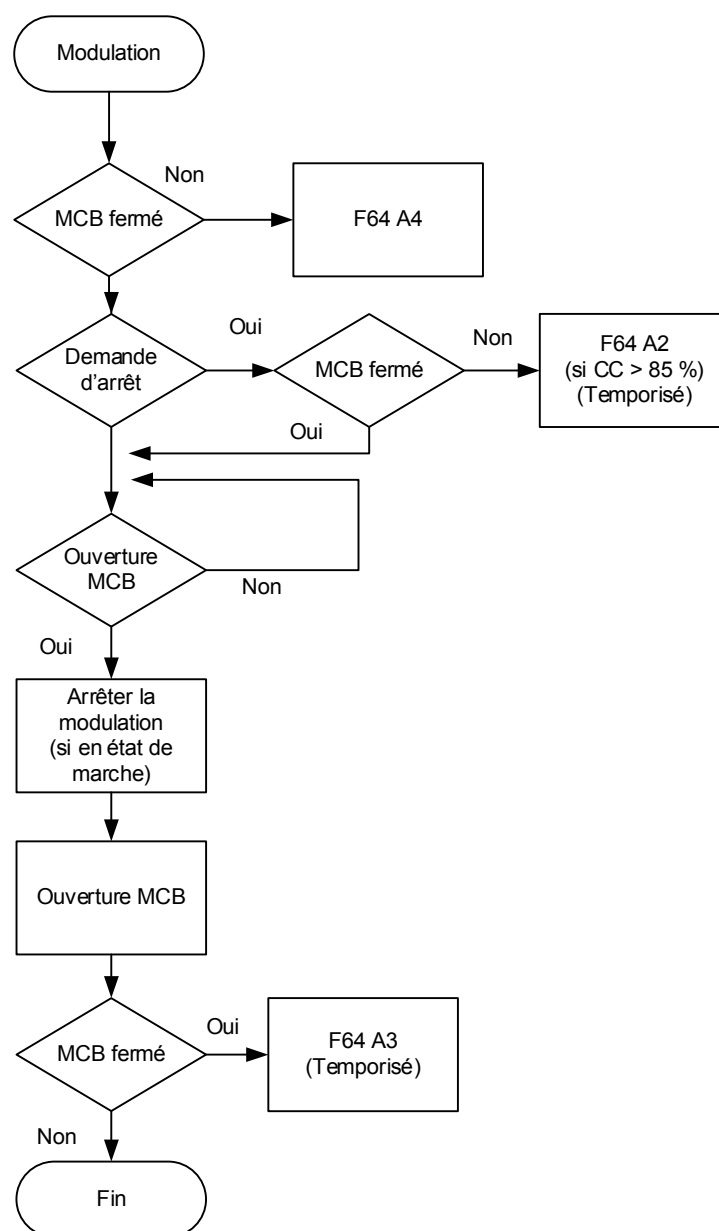 Modulation
Non
MCB fermé
F64 A4
Oui
Non
Demande
d’arrêt
MCB fermé
F64 A2
(si CC > 85 %)
(Temporisé)
Oui
Ouverture
MCB
Non
Oui
Arrêter la
modulation
(si en état de
marche)
Ouverture MCB
Oui
MCB fermé
F64 A3
(Temporisé)
Non
Fin